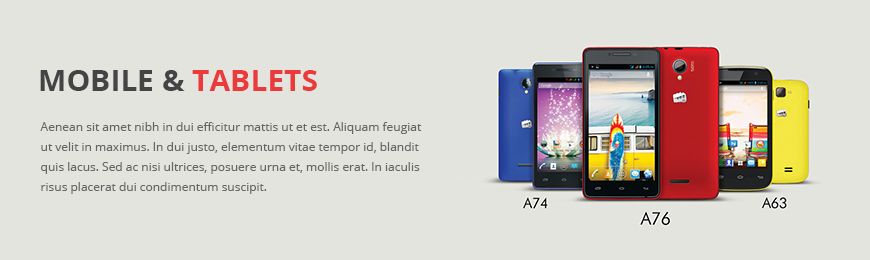 MOBILE & TABLETS
Aenean sit amet nibh in dui efficitur mattis ut et est. Aliquam feugiat
ut velit in maximus. In dui justo, elementum vitae tempor id, blandit
quis lacus. Sed ac nisi ultrices, posuere urna et, mollis erat. In iaculis
risus placerat dui condimentum suscipit.
A74
A76
A63